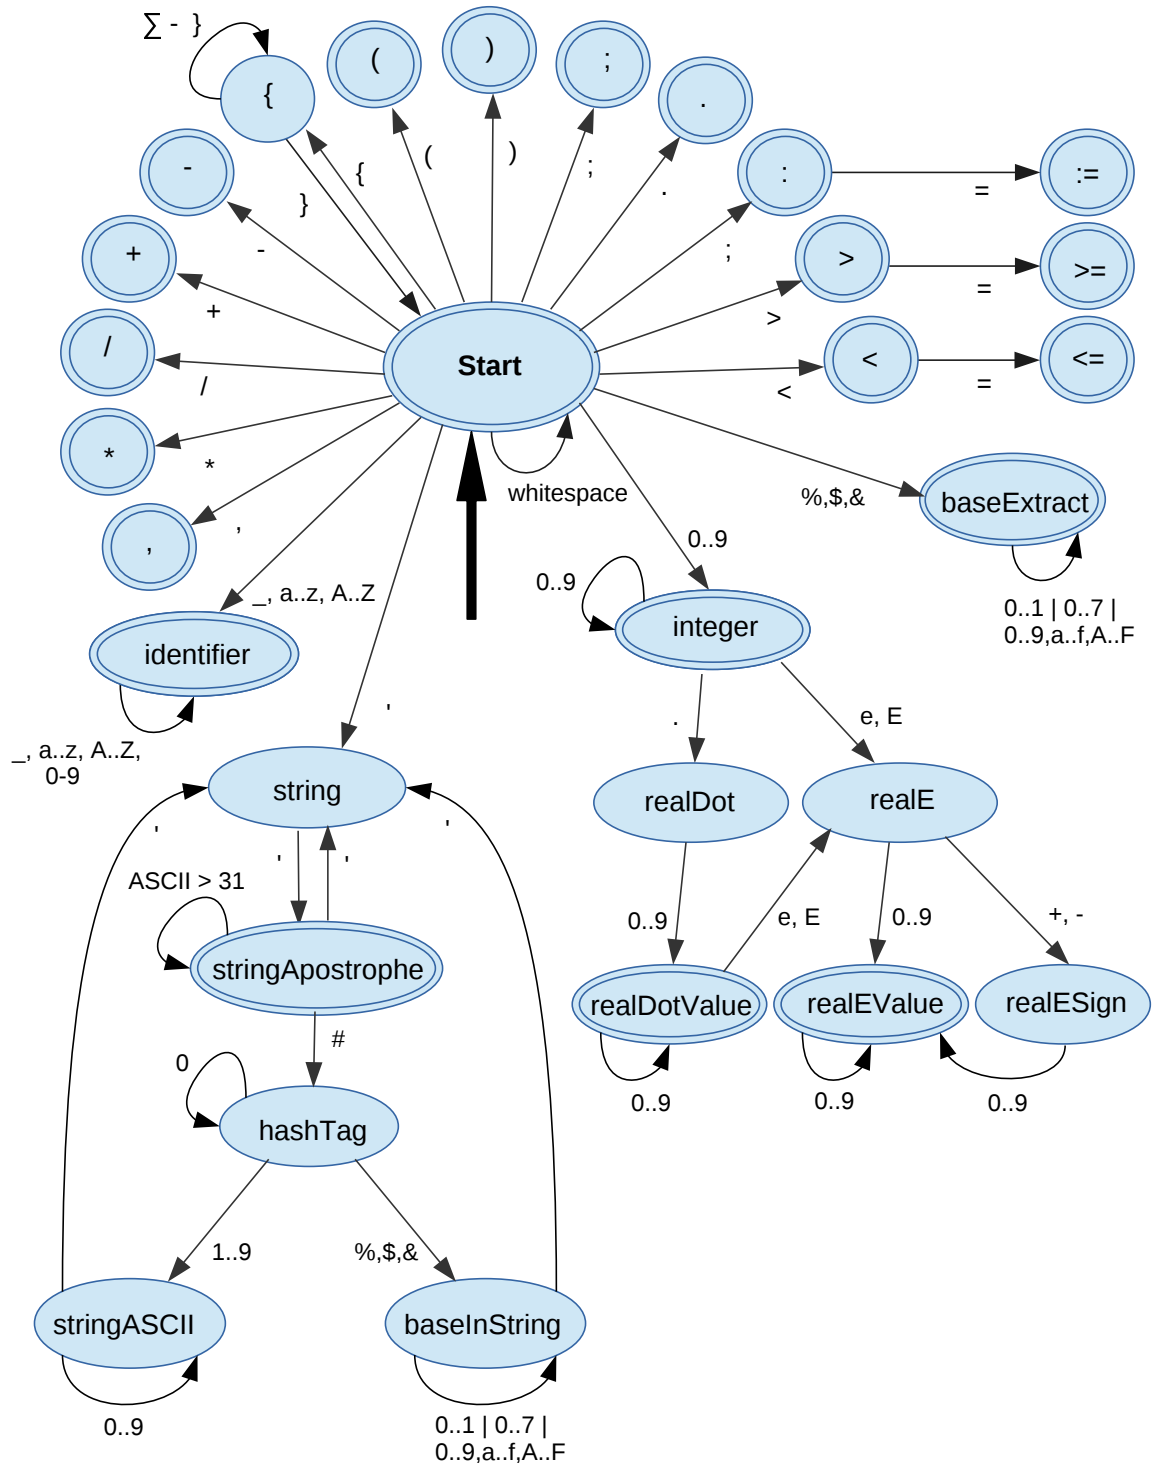 ∑ - }
{
(
)
;
.
:
=
:=
-
{
(
)
;
.
;
}
-
+
+
>
=
>=
>
/
/
Start
<
=
<=
<
*
*
,
,
whitespace
%,$,&
baseExtract
0..1 | 0..7 |
0..9,a..f,A..F
_, a..z, A..Z
identifier
_, a..z, A..Z,
0-9
0..9
0..9
integer
.
e, E
'
string
realDot
realE
'
'
'
'
ASCII > 31
stringApostrophe
0..9
e, E
0..9
+, -
realDotValue
realEValue
realESign
0..9
0..9
0..9
#
0
hashTag
1..9
%,$,&
stringASCII
baseInString
0..9
0..1 | 0..7 |
0..9,a..f,A..F